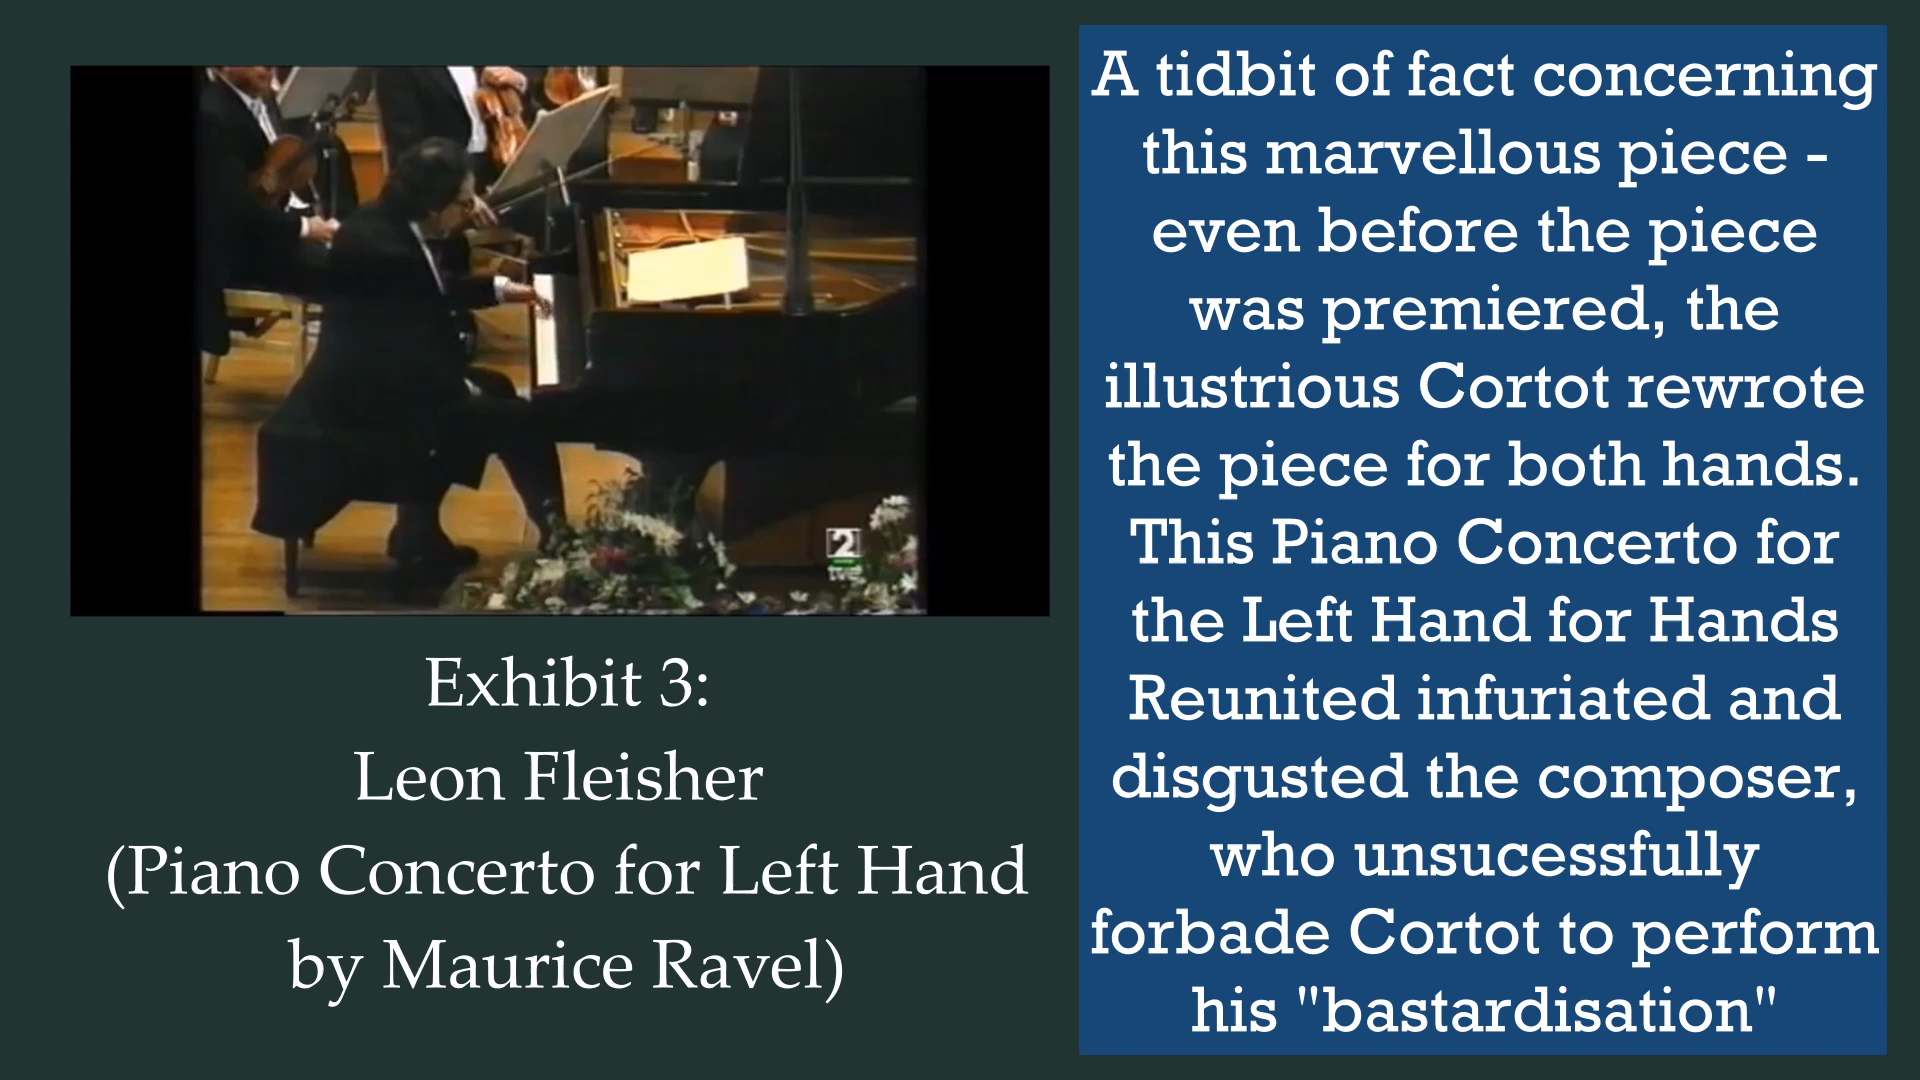 2
Exhibit 3:
Leon Fleisher
(Piano Concerto for Left Hand
by Maurice Ravel)
A tidbit of fact concerning
this marvellous piece -
even before the piece
was premiered, the
illustrious Cortot rewrote
the piece for both hands.
This Piano Concerto for
the Left Hand for Hands
Reunited infuriated and
disgusted the composer,
who unsucessfully
forbade Cortot to perform
his "bastardisation"